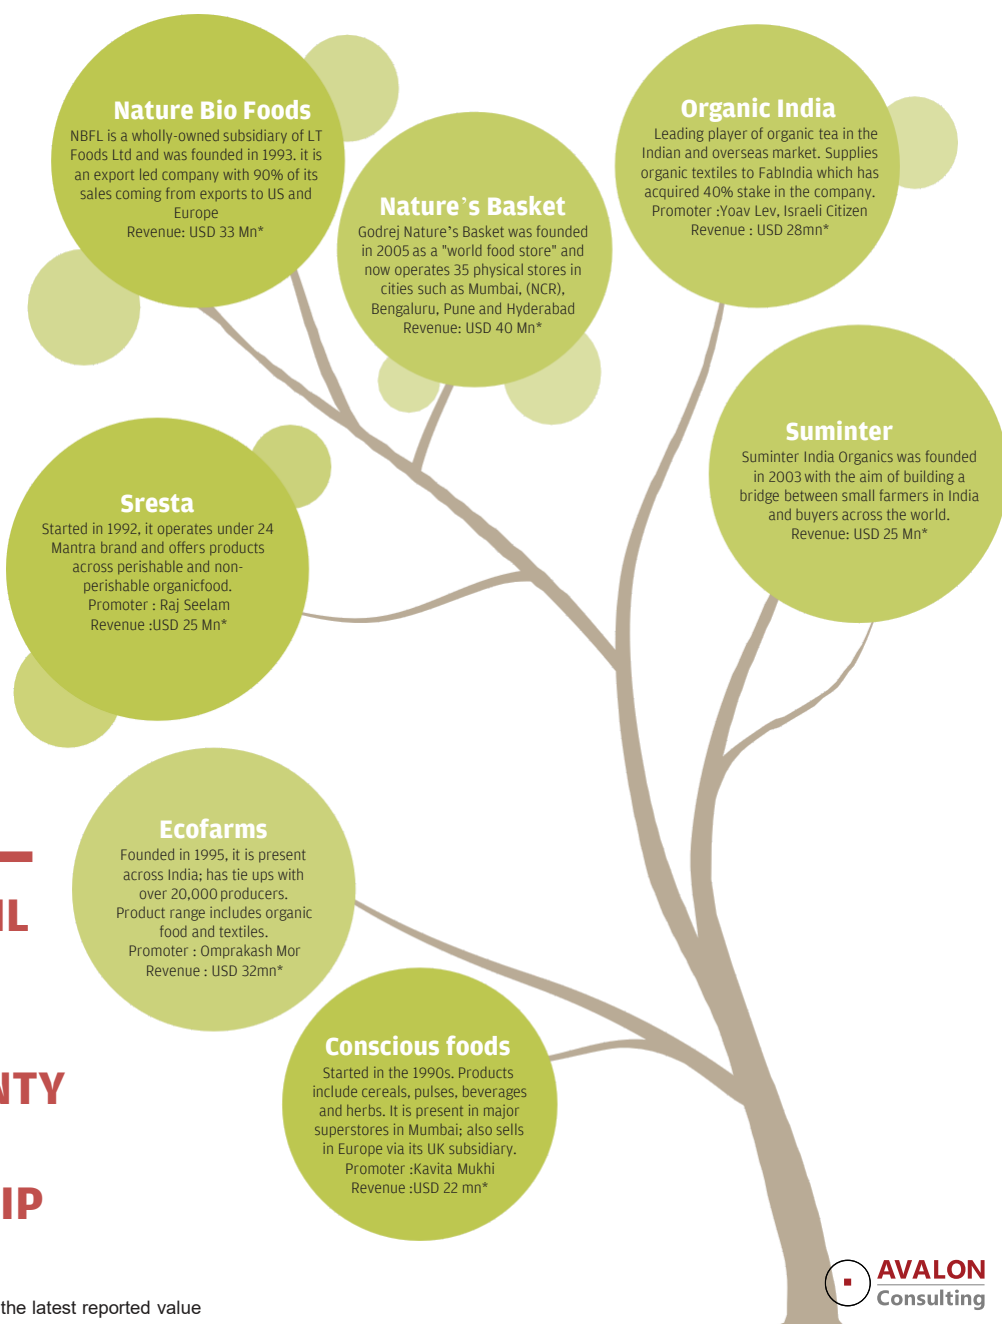 Nature Bio Foods
NBFL is a wholly-owned subsidiary of LT
Foods Ltd and was founded in 1993. it is
an export led company with 90% of its
sales coming from exports to US and
Europe
Revenue: USD 33 Mn*
Nature’s Basket
Godrej Nature’s Basket was founded
in 2005 as a "world food store" and
now operates 35 physical stores in
cities such as Mumbai, (NCR),
Bengaluru, Pune and Hyderabad
Revenue: USD 40 Mn*
Organic India
Leading player of organic tea in the
Indian and overseas market. Supplies
organic textiles to FabIndia which has
acquired 40% stake in the company.
Promoter :Yoav Lev, Israeli Citizen
Revenue : USD 28mn*
Suminter
Suminter India Organics was founded
in 2003 with the aim of building a
bridge between small farmers in India
and buyers across the world.
Revenue: USD 25 Mn*
Sresta
Started in 1992, it operates under 24
Mantra brand and offers products
across perishable and non-
perishable organicfood.
Promoter : Raj Seelam
Revenue :USD 25 Mn*
Ecofarms
Founded in 1995, it is present
across India; has tie ups with
over 20,000 producers.
Product range includes organic
food and textiles.
Promoter : Omprakash Mor
Revenue : USD 32mn*
Conscious foods
Started in the 1990s. Products
include cereals, pulses, beverages
and herbs. It is present in major
superstores in Mumbai; also sells
in Europe via its UK subsidiary.
Promoter :Kavita Mukhi
Revenue :USD 22 mn*
IL
NTY
IP
the latest reported value
AVALON
Consulting